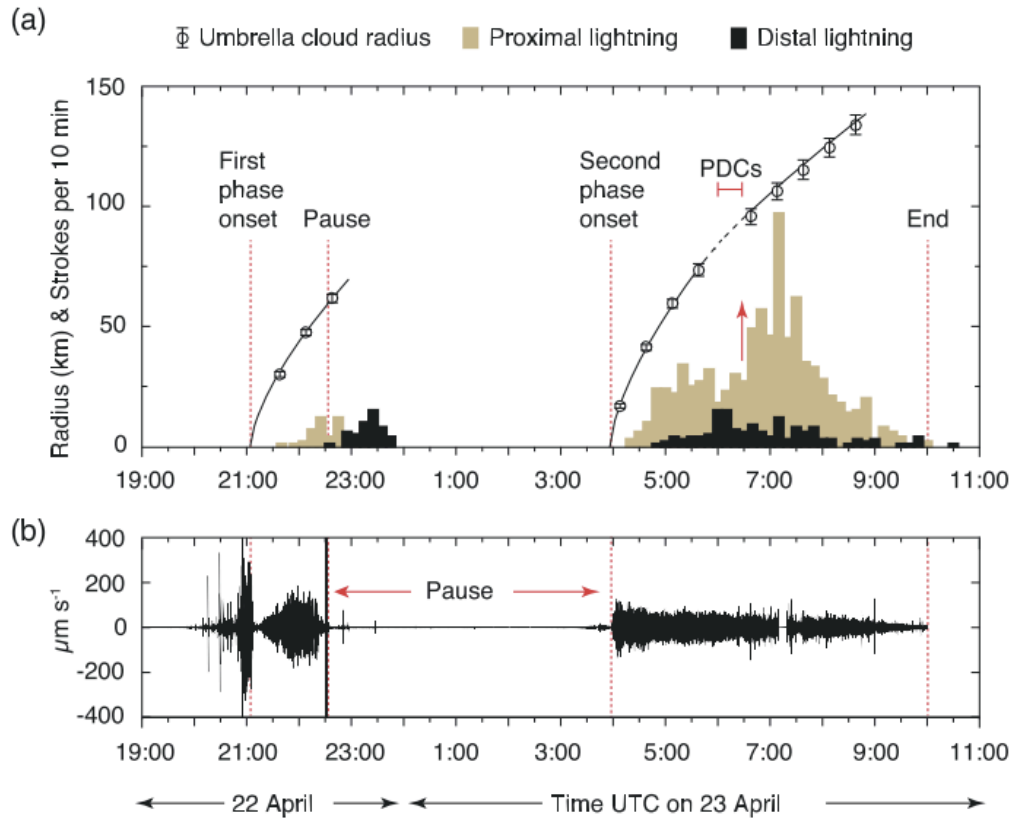 (a)
Umbrella cloud radius Proximal lightning Distal lightning
Radius (km) & Strokes per 10 min
150
100
50
0
First
phase
onset
Pause
Second
phase
onset
PDCs
End
19:00 21:00 23:00 1:00 3:00 5:00 7:00 9:00 11:00
(b)
µm s-1
400
200
0
-200
-400
Pause
19:00 21:00 23:00 1:00 3:00 5:00 7:00 9:00 11:00
22 April Time UTC on 23 April